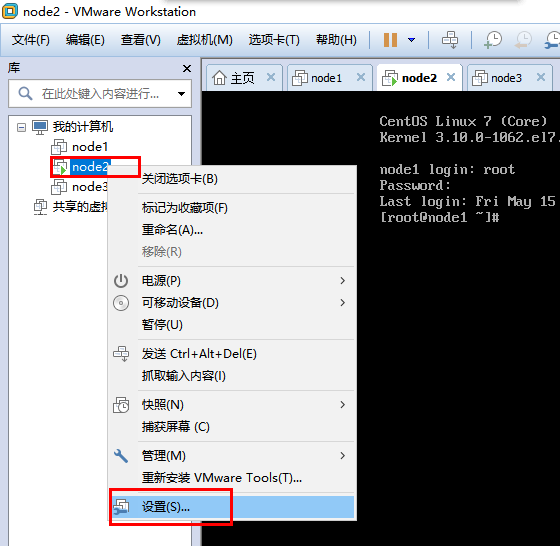 node2 - VMware Workstation
文件(F) 编辑(E) 查看(V) 虚拟机(M) 选项卡(T) 帮助(H)
库
在此处键入内容进行...
主页 node1 node2 node3
我的计算机
node1
node2
node3
共享的虚拟
CentOS Linux 7 (Core)
Kernel 3.10.0-1062.el7.
node1 login: root
Password:
Last login: Fri May 15
[root@node1 ~]#
关闭选项卡(B)
标记为收藏项(F)
重命名(A)...
移除(R)
电源(P)
可移动设备(D)
暂停(U)
发送 Ctrl+Alt+Del(E)
抓取输入内容(I)
快照(N)
捕获屏幕 (C)
管理(M)
重新安装 VMware Tools(T)...
设置(S)...